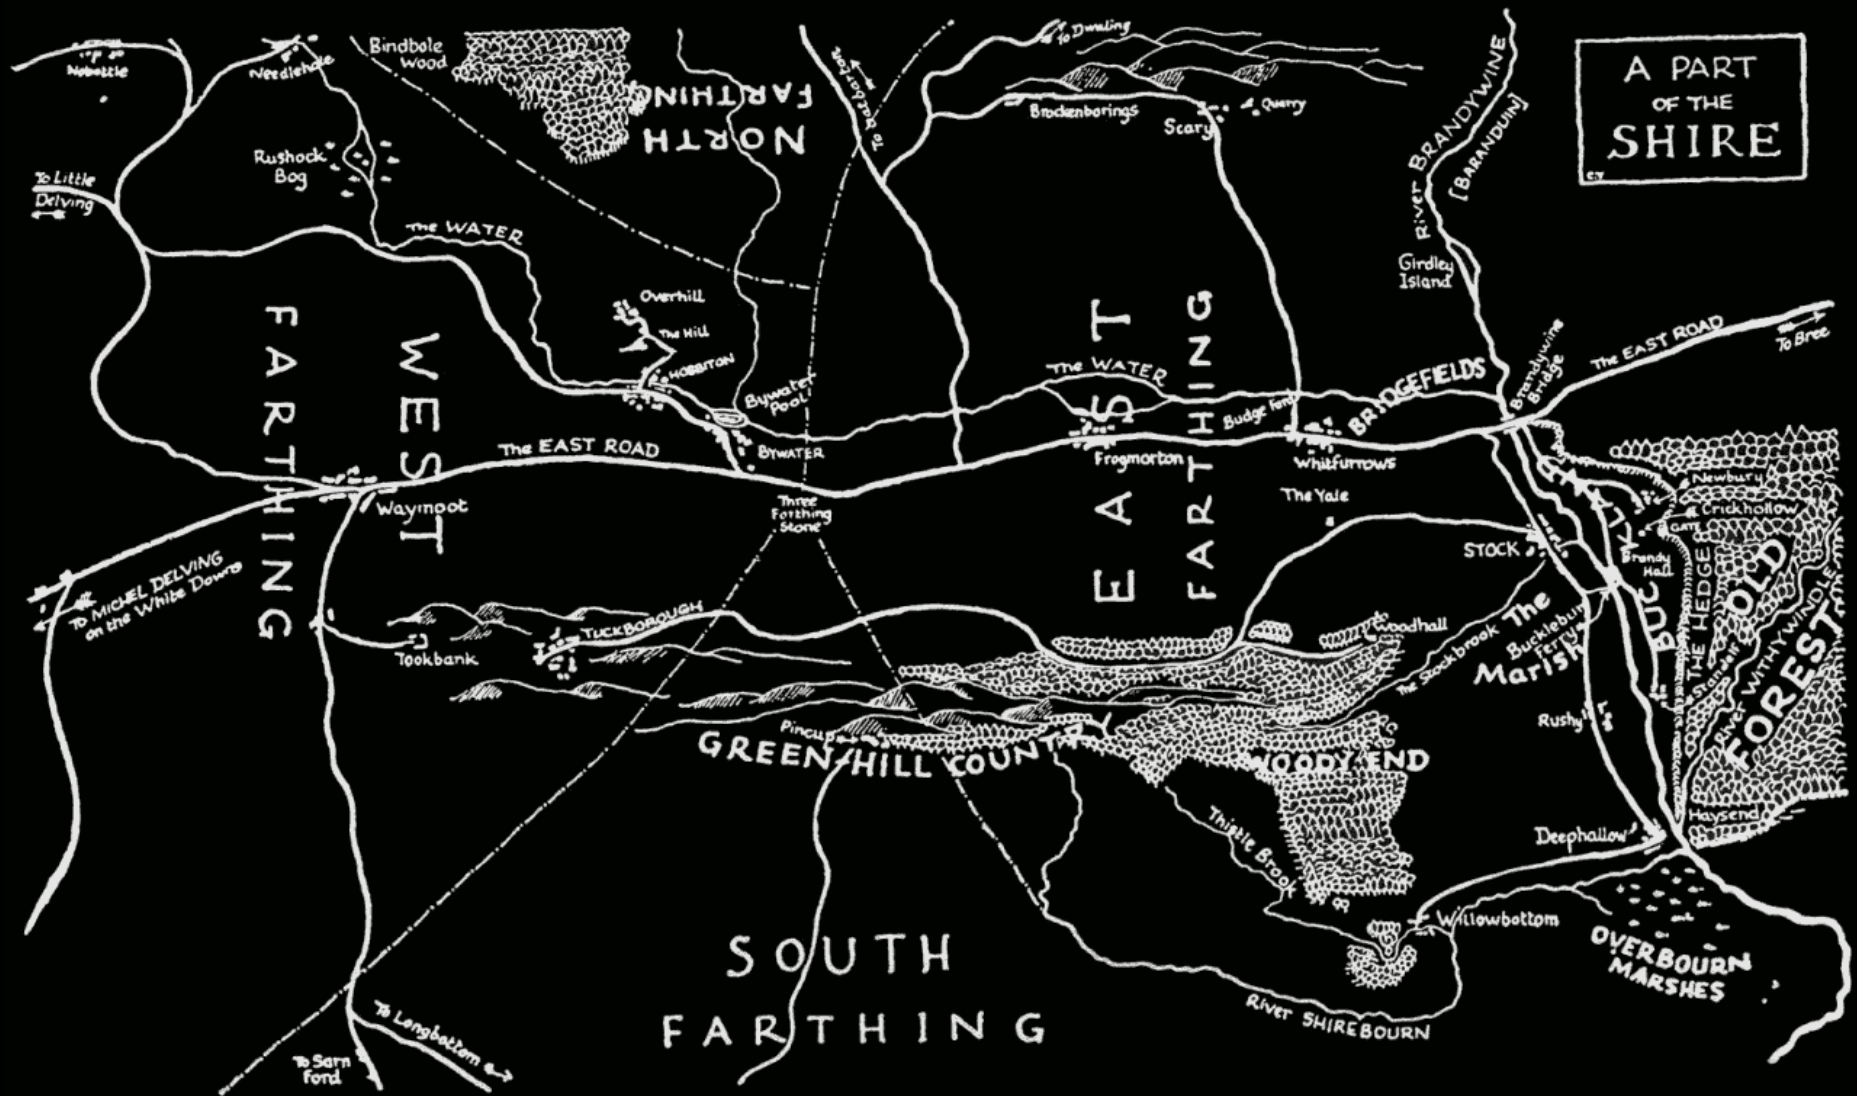 A PART
OF THE
SHIRE
C.T
Nobottle
Needlehole
Bindbole
Wood
NORTH
FARTHING
To Oatbarton
To Dwaling
Brockenborings
Scary
Quarry
River BRANDYWINE
[BARANDUIN]
Rushock
Bog
To Little
Delving
The WATER
Girdley
Island
Overhill
The Hill
HOBBITON
Bywater
Pool
BYWATER
The WATER
Budge Ford
BRIDGEFIELDS
Brandywine
Bridge
The EAST ROAD
To Bree
WEST
FARTHING
EAST
FARTHING
The EAST ROAD
Waymoot
Three
Farthing
Stone
Frogmorton
Whitfurrows
The Yale
STOCK
Newbury
Crickhollow
GATE
Brandy
Hall
BUCKLAND
THE HEDGE
OLD
FOREST
Standelf
River WITHYWINDLE
To MICHEL DELVING
on the White Downs
TUCKBOROUGH
Tookbank
Woodhall
The Stockbrook
The
Marish
Bucklebury
Ferry
Rushy
Pincup
GREEN HILL COUNTRY
WOODY END
Thistle Brook
Deephallow
Haysend
Willowbottom
OVERBOURN
MARSHES
River SHIREBOURN
SOUTH
FARTHING
To Longbottom
To Sarn
Ford